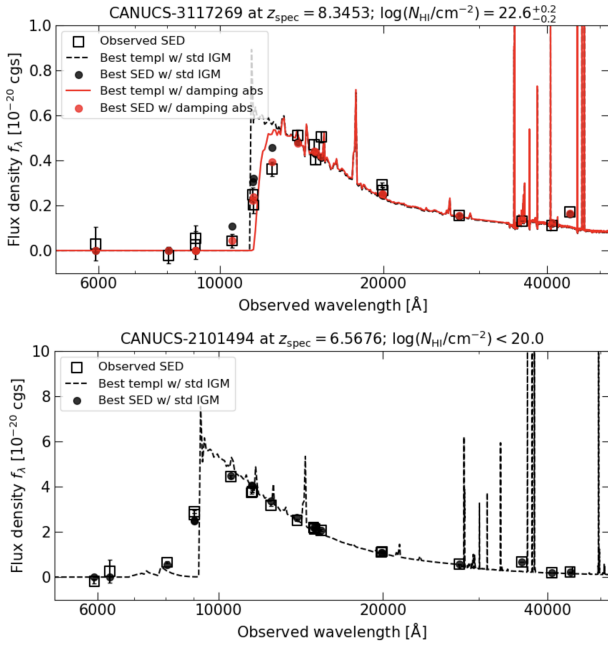 CANUCS-3117269 at z_spec = 8.3453; log(N_HI/cm⁻²) = 22.6^{+0.2}_{-0.2}
1.0
0.8
0.6
0.4
0.2
0.0
Flux density f_λ [10⁻²⁰ cgs]
Observed SED
Best templ w/ std IGM
Best SED w/ std IGM
Best templ w/ damping abs
Best SED w/ damping abs
6000 10000 20000 40000
Observed wavelength [Å]
CANUCS-2101494 at z_spec = 6.5676; log(N_HI/cm⁻²) < 20.0
10
8
6
4
2
0
Flux density f_λ [10⁻²⁰ cgs]
Observed SED
Best templ w/ std IGM
Best SED w/ std IGM
6000 10000 20000 40000
Observed wavelength [Å]